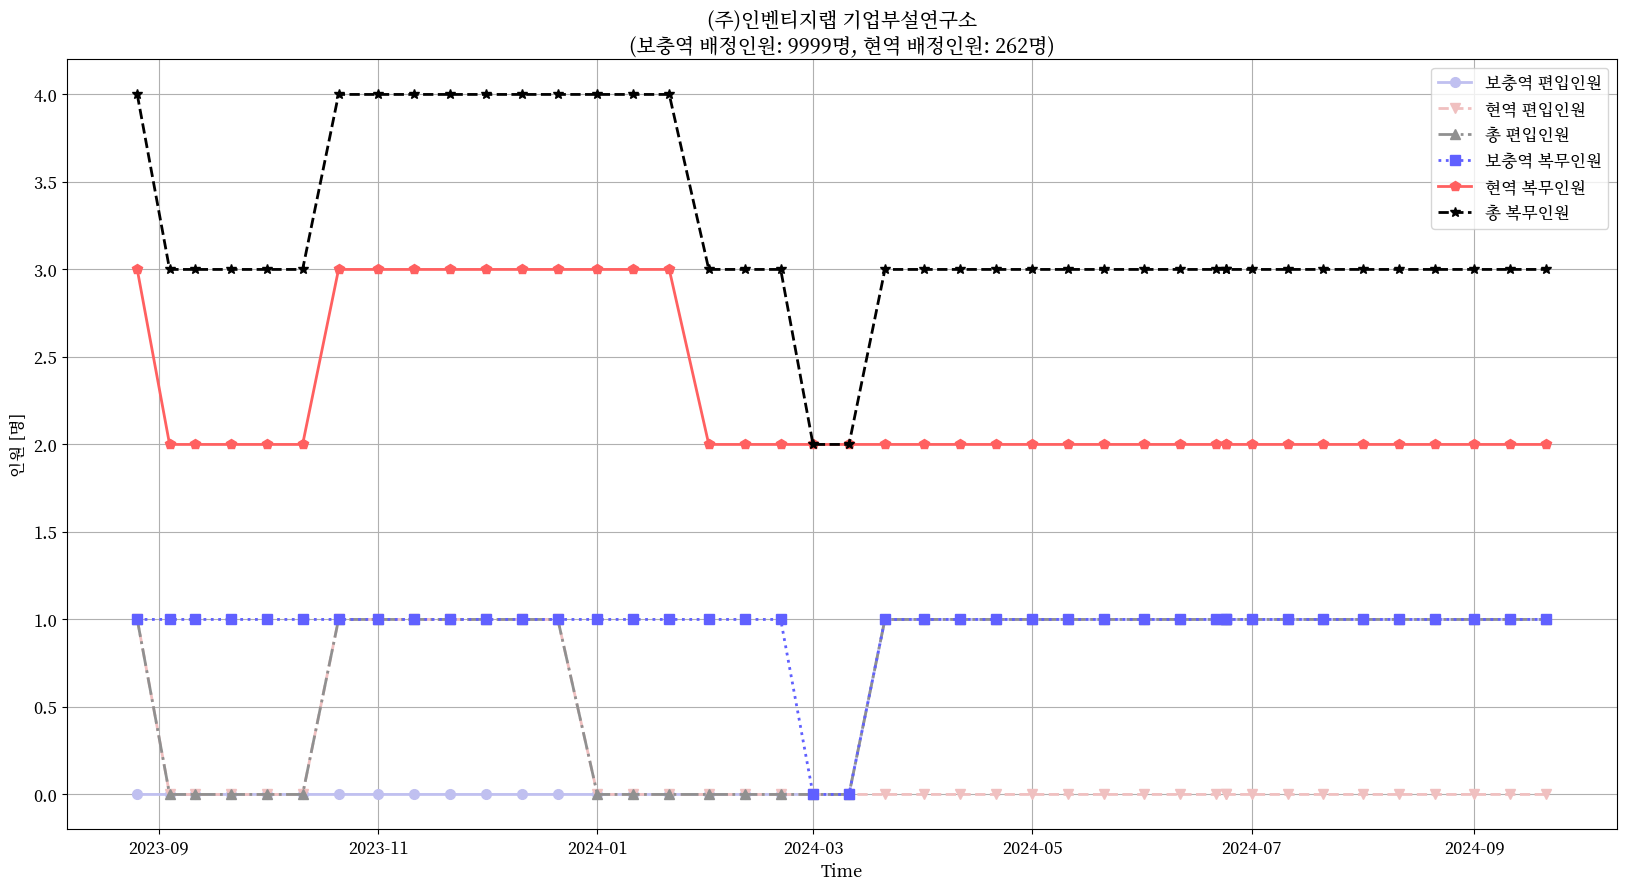 (주)인벤티지랩 기업부설연구소
(보충역 배정인원: 9999명, 현역 배정인원: 262명)
보충역 편입인원
현역 편입인원
총 편입인원
보충역 복무인원
현역 복무인원
총 복무인원
인원 [명]
4.0
3.5
3.0
2.5
2.0
1.5
1.0
0.5
0.0
2023-09 2023-11 2024-01 2024-03 2024-05 2024-07 2024-09
Time